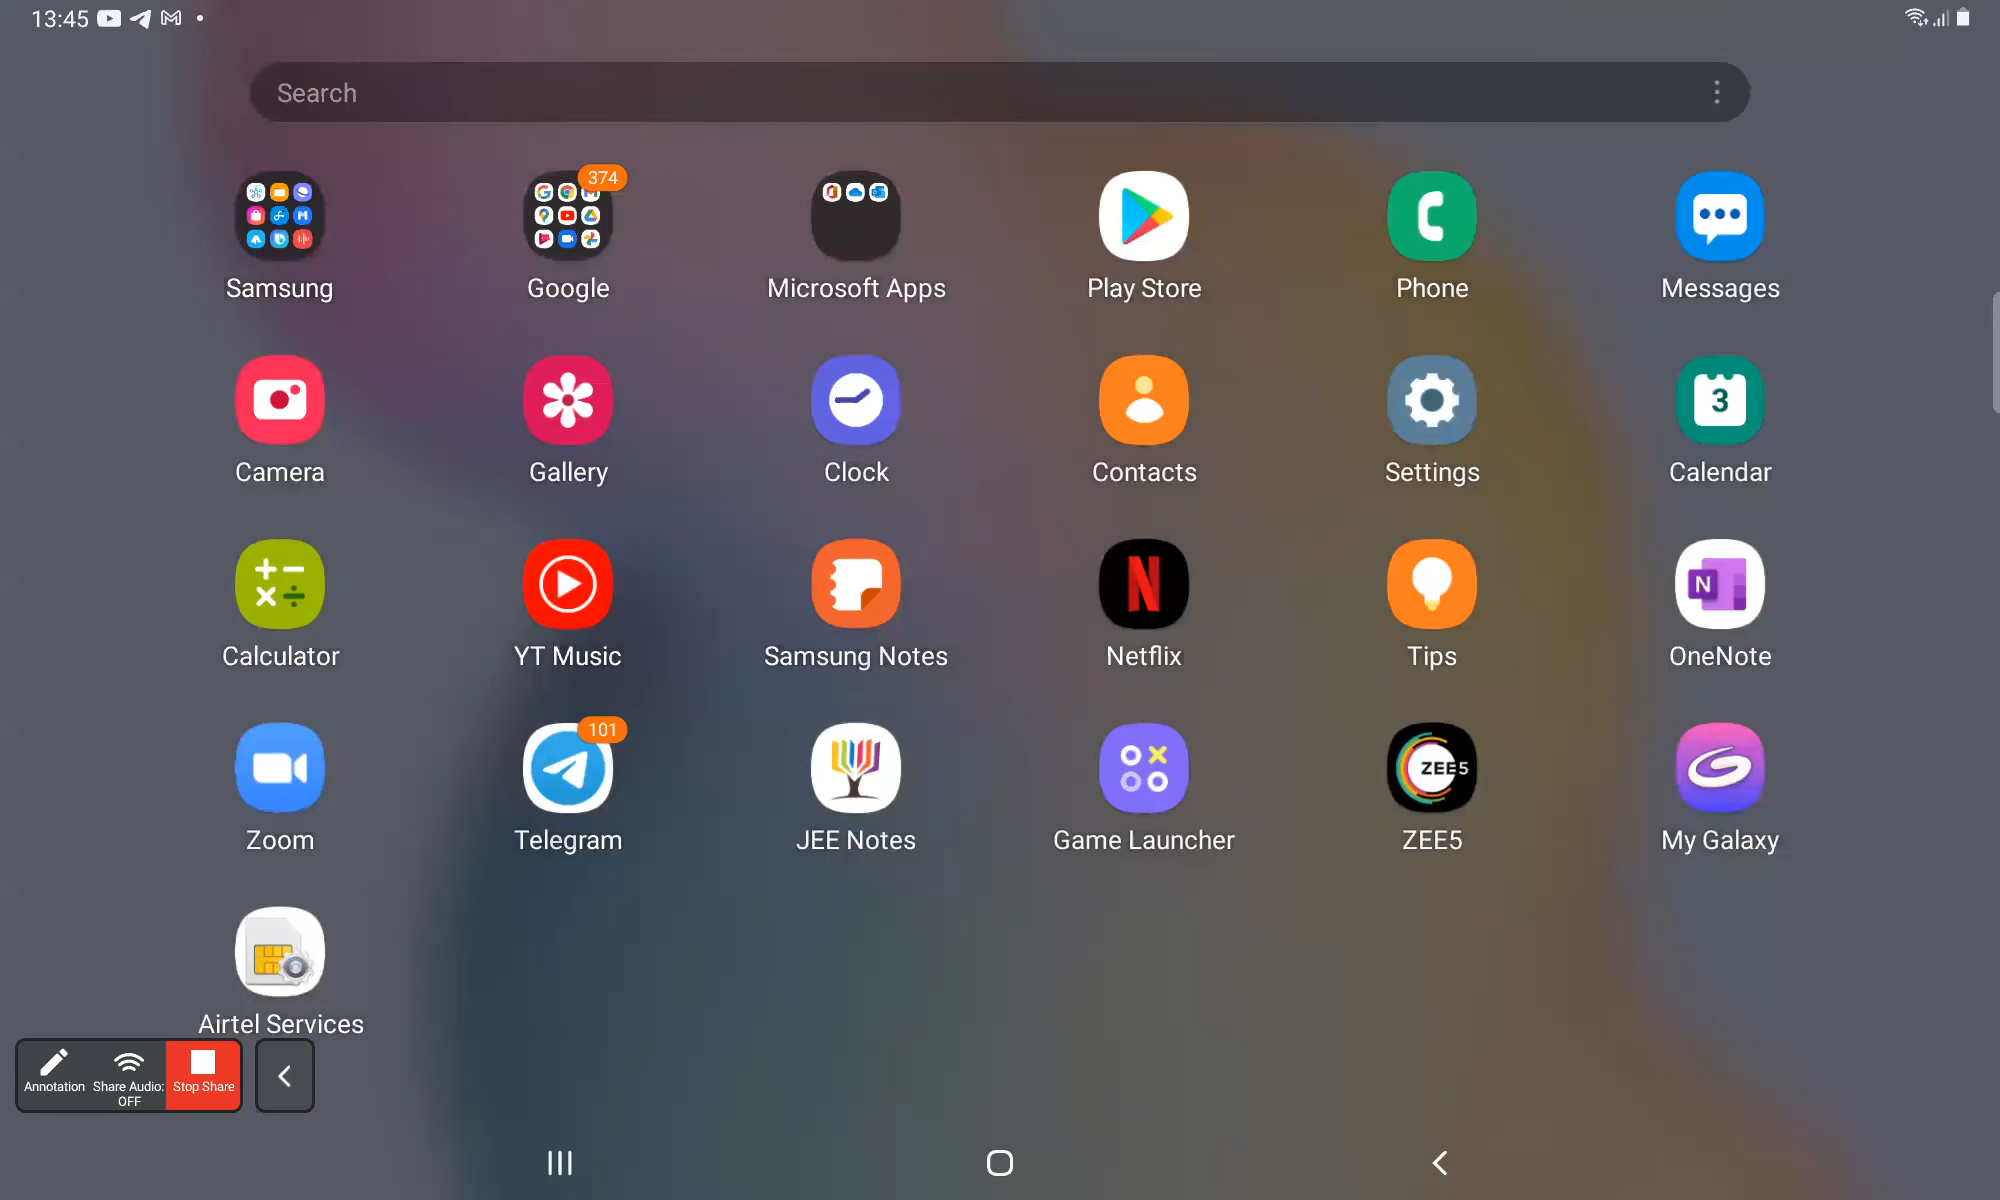 13:45
Search
374
Samsung
Google
Microsoft Apps
Play Store
Phone
Messages
3
Camera
Gallery
Clock
Contacts
Settings
Calendar
N
N
Calculator
YT Music
Samsung Notes
Netflix
Tips
OneNote
101
ZEE5
Zoom
Telegram
JEE Notes
Game Launcher
ZEE5
My Galaxy
Airtel Services
Annotation
Share Audio:
OFF
Stop Share